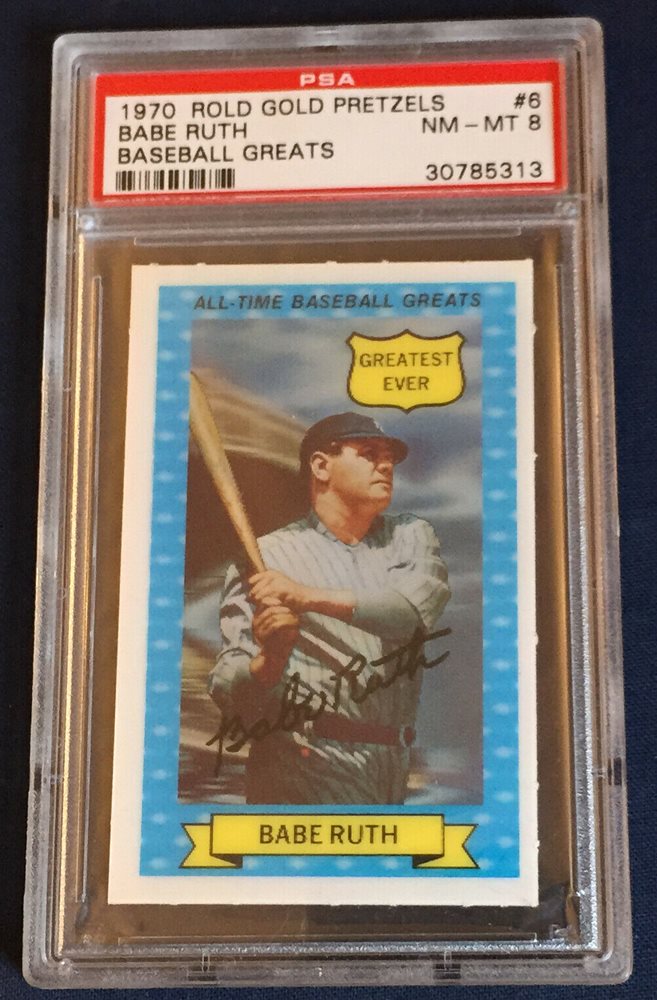 PSA
1970 ROLD GOLD PRETZELS #6
BABE RUTH NM - MT 8
BASEBALL GREATS
30785313
ALL-TIME BASEBALL GREATS
GREATEST
EVER
Babe Ruth
BABE RUTH